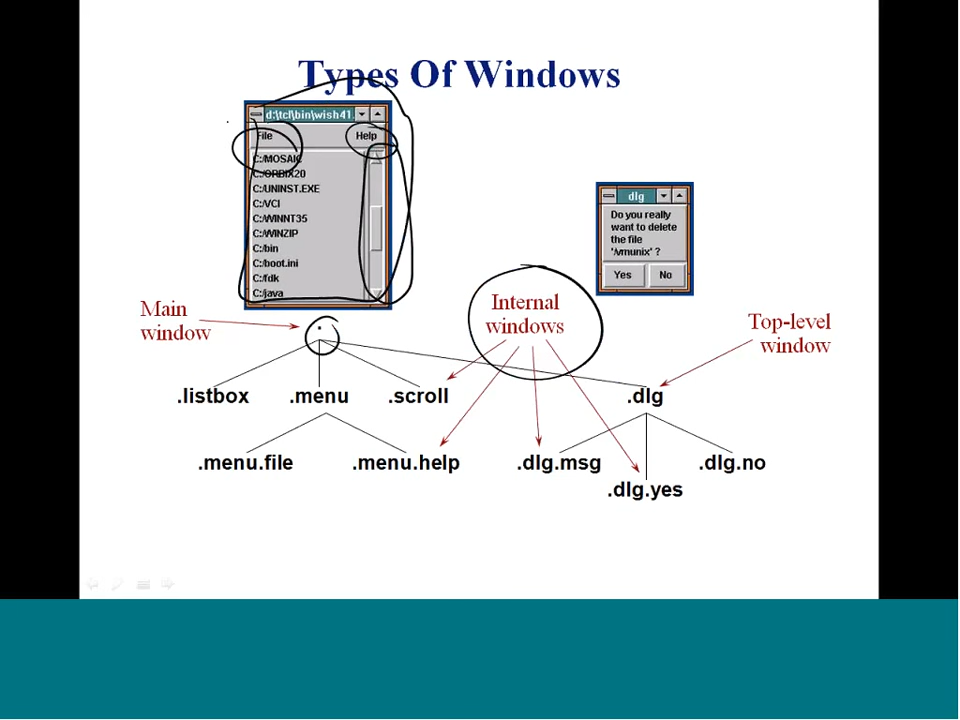 Types Of Windows
d:\tcl\bin\wish41.
File Help
C:/MOSAIC
C:/ORBIX20
C:/UNINST.EXE
C:/VCI
C:/WINNT35
C:/WINZIP
C:/bin
C:/boot.ini
C:/fdk
C:/java
dlg
Do you really
want to delete
the file
'/vmunix' ?
Yes No
Main
window
.
Internal
windows
Top-level
window
.listbox .menu .scroll .dlg
.menu.file .menu.help .dlg.msg .dlg.no
.dlg.yes